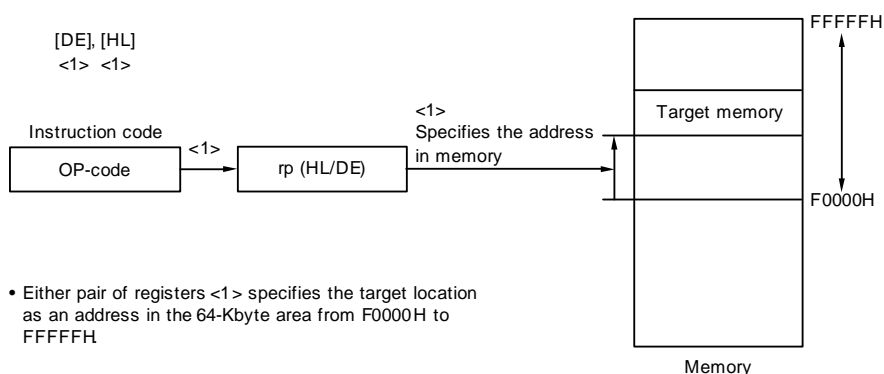 [DE], [HL]
<1> <1>
Instruction code
OP-code
<1>
rp (HL/DE)
<1>
Specifies the address
in memory
FFFFFH
Target memory
F0000H
Memory
• Either pair of registers <1> specifies the target location
as an address in the 64-Kbyte area from F0000H to
FFFFFH.